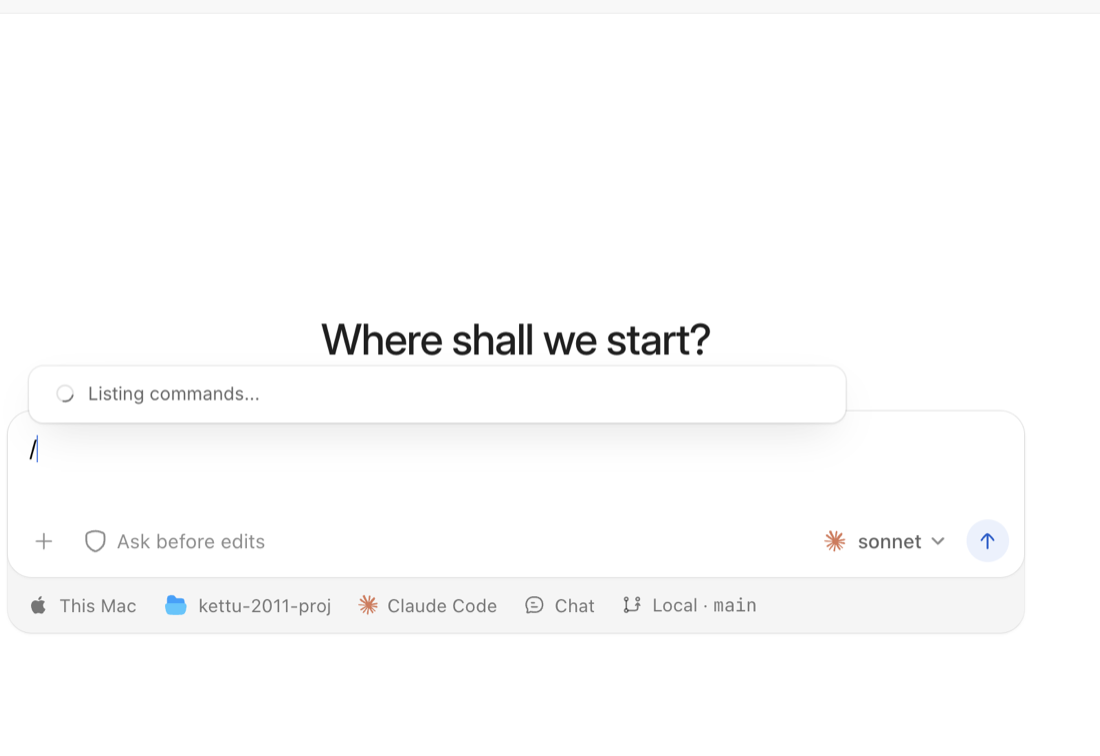 Where shall we start?
Listing commands...
/
Ask before edits
sonnet
This Mac
kettu-2011-proj
Claude Code
Chat
Local · main